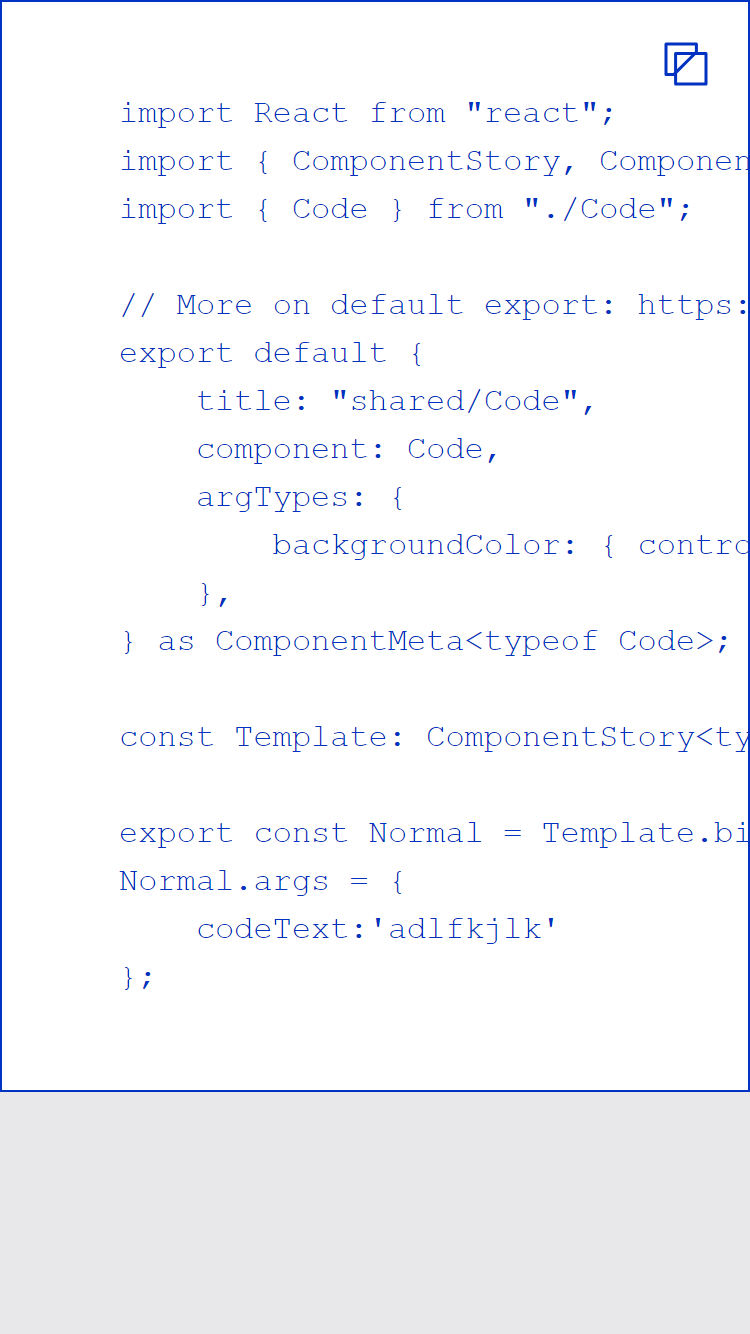 import React from "react";
import { ComponentStory, Componen
import { Code } from "./Code";
// More on default export: https:
export default {
    title: "shared/Code",
    component: Code,
    argTypes: {
        backgroundColor: { contro
    },
} as ComponentMeta<typeof Code>;
const Template: ComponentStory<ty
export const Normal = Template.bi
Normal.args = {
    codeText:'adlfkjlk'
};